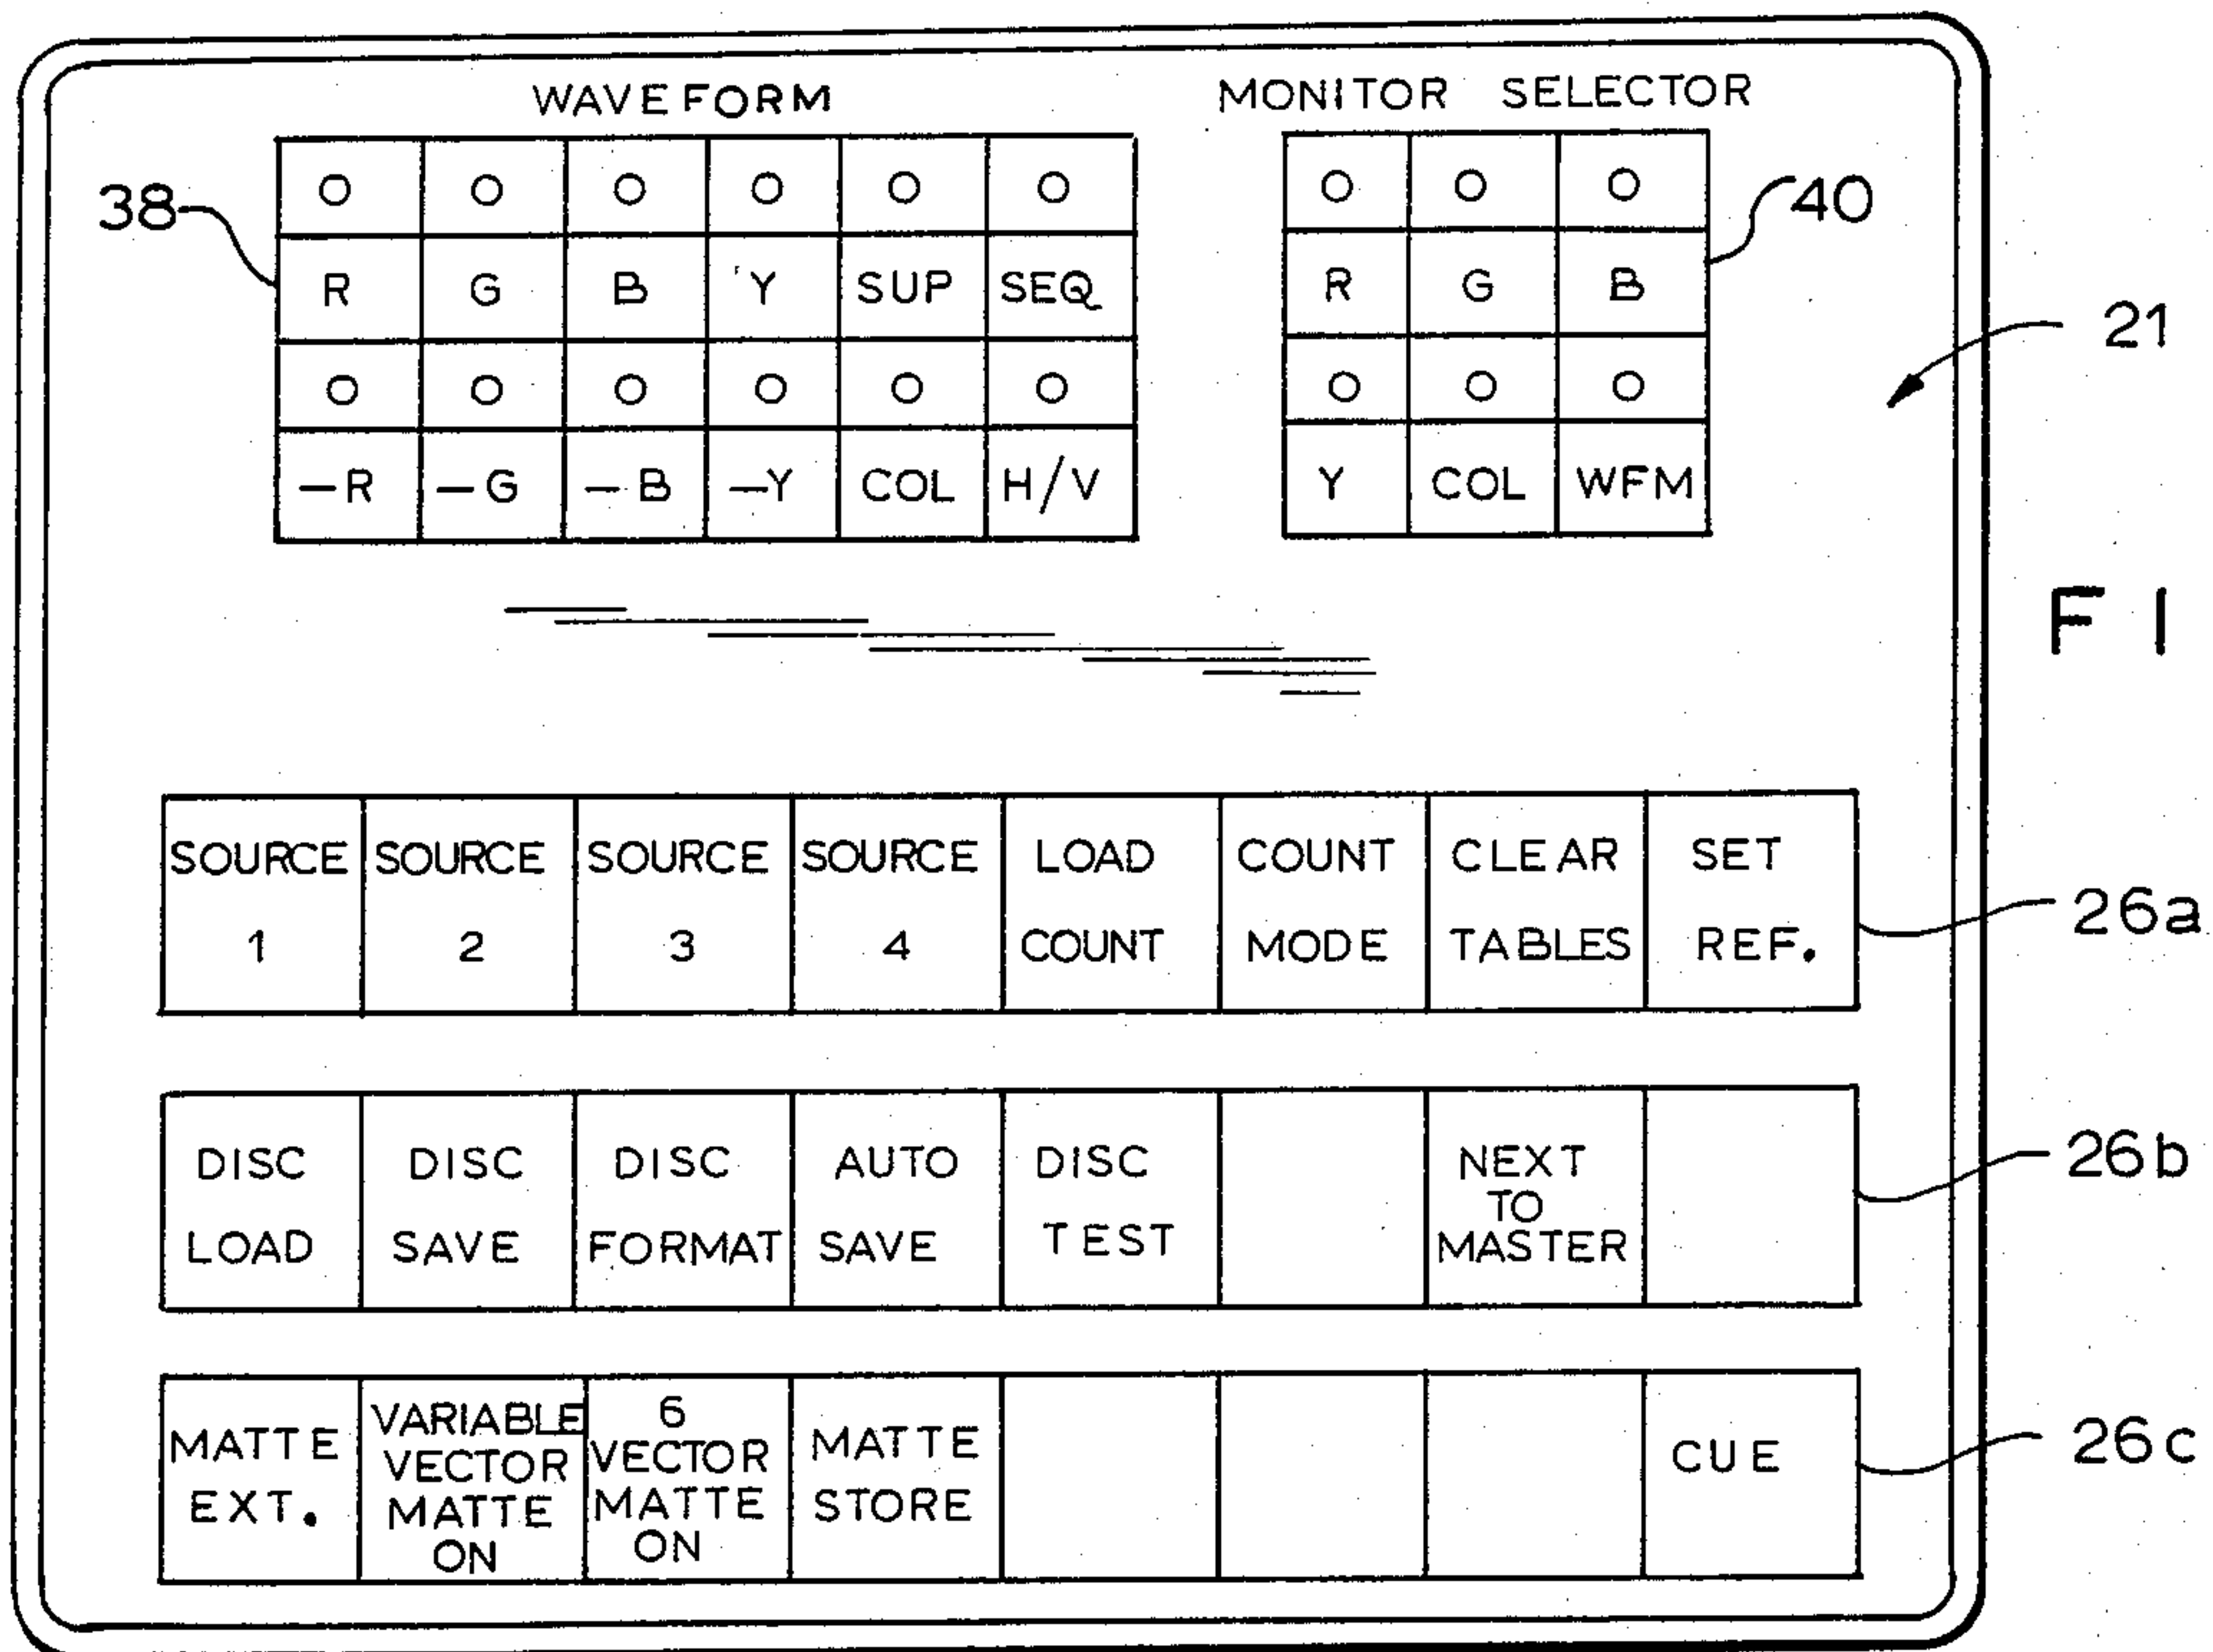 WAVEFORM MONITOR SELECTOR
38 40
R G B Y SUP SEQ R G B
21
-R -G -B -Y COL H/V Y COL WFM
F 1
SOURCE SOURCE SOURCE SOURCE LOAD COUNT CLEAR SET
26a
1 2 3 4 COUNT MODE TABLES REF.
DISC DISC DISC AUTO DISC NEXT
26b
TO
LOAD SAVE FORMAT SAVE TEST MASTER
VARIABLE 6
MATTE VECTOR VECTOR MATTE CUE
26c
EXT. MATTE MATTE STORE
ON ON